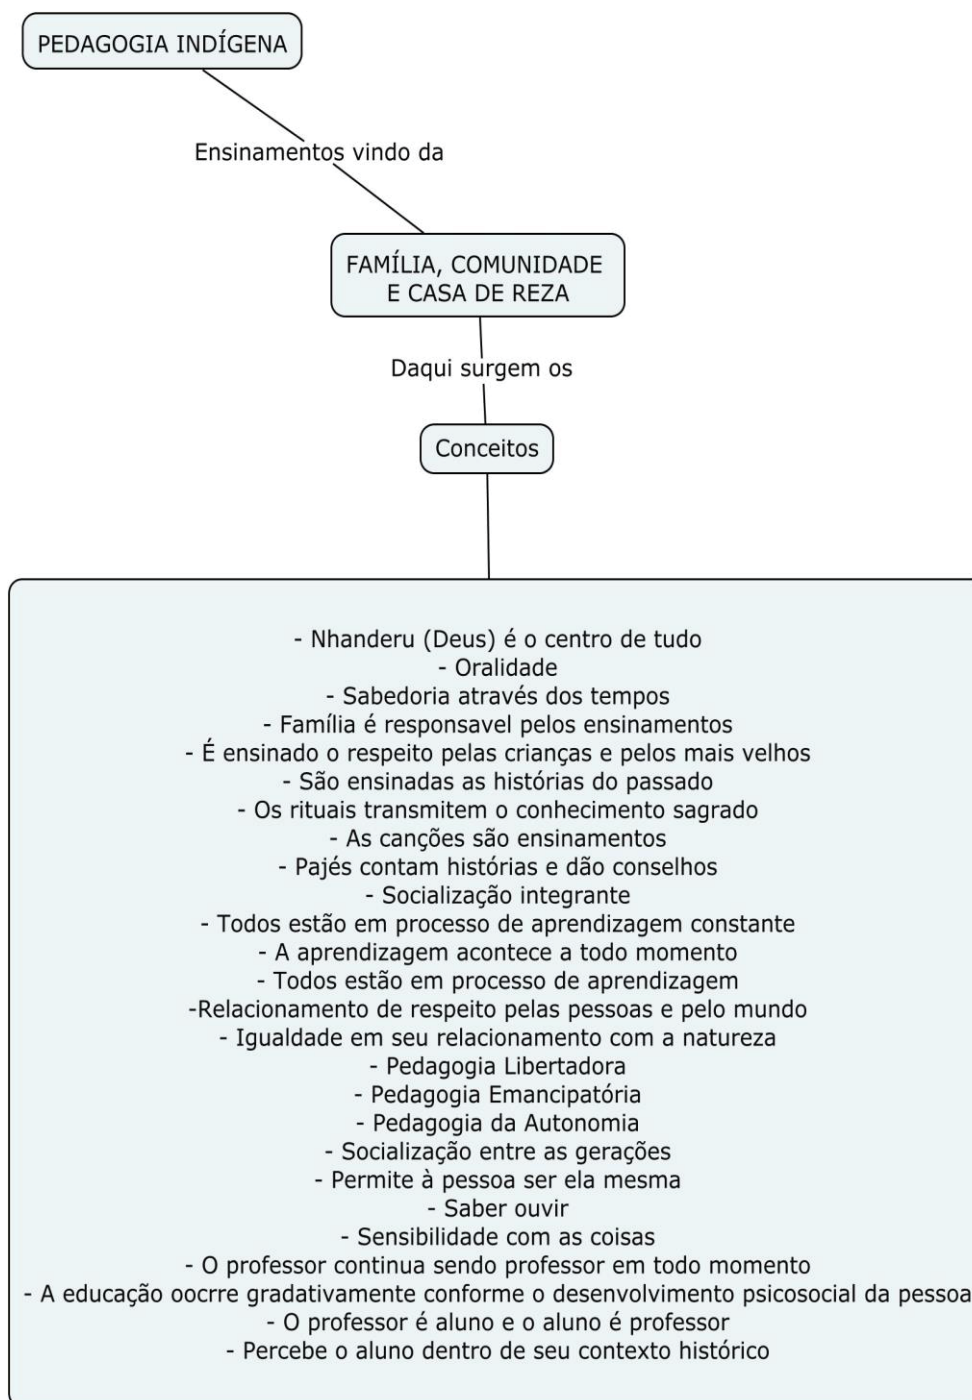 PEDAGOGIA INDÍGENA
Ensinamentos vindo da
FAMÍLIA, COMUNIDADE
E CASA DE REZA
Daqui surgem os
Conceitos
- Nhanderu (Deus) é o centro de tudo
- Oralidade
- Sabedoria através dos tempos
- Família é responsavel pelos ensinamentos
- É ensinado o respeito pelas crianças e pelos mais velhos
- São ensinadas as histórias do passado
- Os rituais transmitem o conhecimento sagrado
- As canções são ensinamentos
- Pajés contam histórias e dão conselhos
- Socialização integrante
- Todos estão em processo de aprendizagem constante
- A aprendizagem acontece a todo momento
- Todos estão em processo de aprendizagem
-Relacionamento de respeito pelas pessoas e pelo mundo
- Igualdade em seu relacionamento com a natureza
- Pedagogia Libertadora
- Pedagogia Emancipatória
- Pedagogia da Autonomia
- Socialização entre as gerações
- Permite à pessoa ser ela mesma
- Saber ouvir
- Sensibilidade com as coisas
- O professor continua sendo professor em todo momento
- A educação oocrre gradativamente conforme o desenvolvimento psicosocial da pessoa
- O professor é aluno e o aluno é professor
- Percebe o aluno dentro de seu contexto histórico